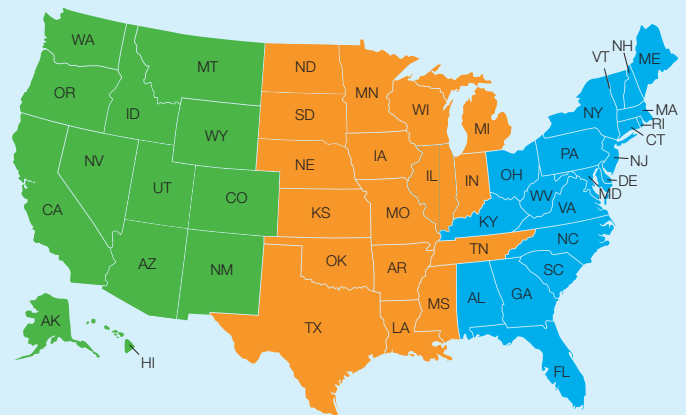 WA
MT
ND
MN
OR
ID
WY
SD
WI
MI
VT
NH
ME
NY
MA
RI
CT
NV
UT
CO
NE
IA
IL
IN
OH
PA
NJ
DE
MD
WV
VA
CA
KS
MO
KY
NC
AZ
NM
OK
AR
TN
SC
TX
LA
MS
AL
GA
FL
AK
HI